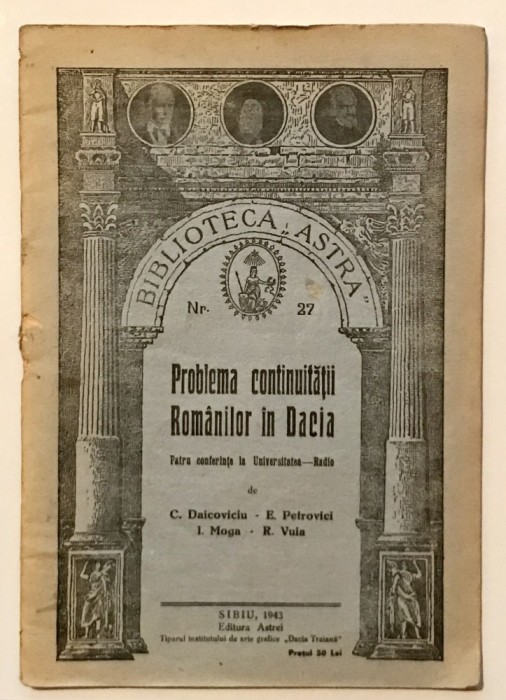 BIBLIOTECA „ASTRA"
Nr. 27
Problema continuităţii
Românilor în Dacia
Patru conferinţe la Universitatea—Radio
de
C. Daicoviciu - E. Petrovici
I. Moga - R. Vuia
SIBIU, 1943
Editura Astrei
Tiparul institutului de arte grafice „Dacia Traiană"
Preţul 30 Lei